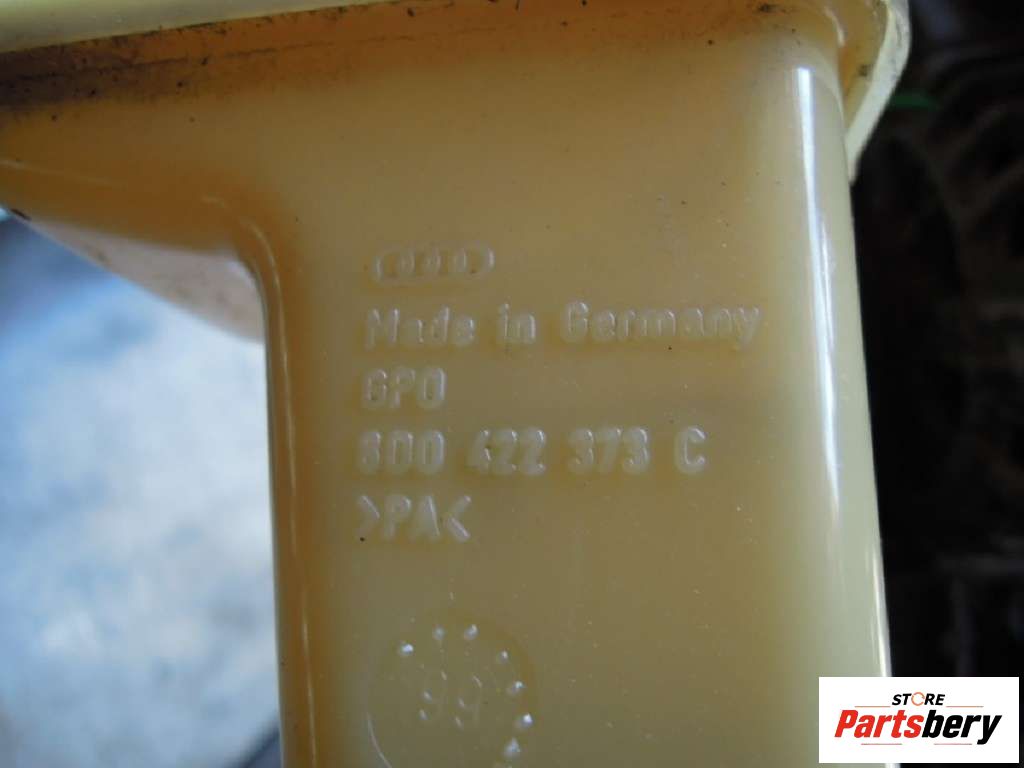 Made in Germany
GPO
8D0 422 373 C
>PA<
99
STORE
Partsbery